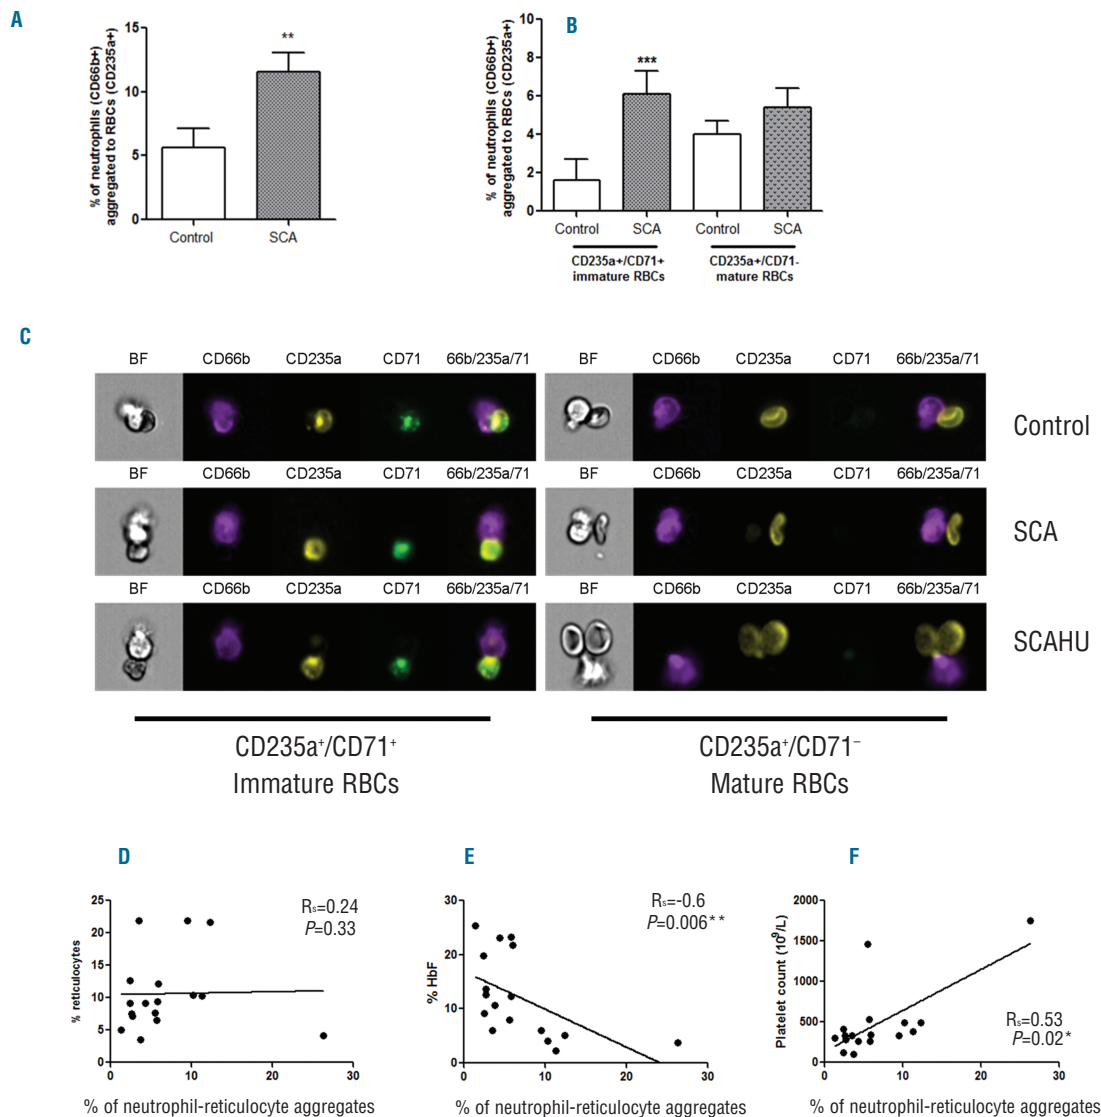 A
% of neutrophils (CD66b+)
aggregated to RBCs (CD235a+)
15
10
5
0
**
Control
SCA
B
% of neutrophils (CD66b+)
aggregated to RBCs (CD235a+)
10
8
6
4
2
0
***
Control SCA Control SCA
CD235a+/CD71+
immature RBCs
CD235a+/CD71-
mature RBCs
C
BF CD66b CD235a CD71 66b/235a/71 BF CD66b CD235a CD71 66b/235a/71
Control
BF CD66b CD235a CD71 66b/235a/71 BF CD66b CD235a CD71 66b/235a/71
SCA
BF CD66b CD235a CD71 66b/235a/71 BF CD66b CD235a CD71 66b/235a/71
SCAHU
CD235a+/CD71+
Immature RBCs
CD235a+/CD71−
Mature RBCs
D
% reticulocytes
25
20
15
10
5
0
Rs=0.24
P=0.33
0 10 20 30
% of neutrophil-reticulocyte aggregates
E
% HbF
30
20
10
0
Rs=-0.6
P=0.006**
0 10 20 30
% of neutrophil-reticulocyte aggregates
F
Platelet count (10^9/L)
2000
1500
1000
500
0
Rs=0.53
P=0.02*
0 10 20 30
% of neutrophil-reticulocyte aggregates